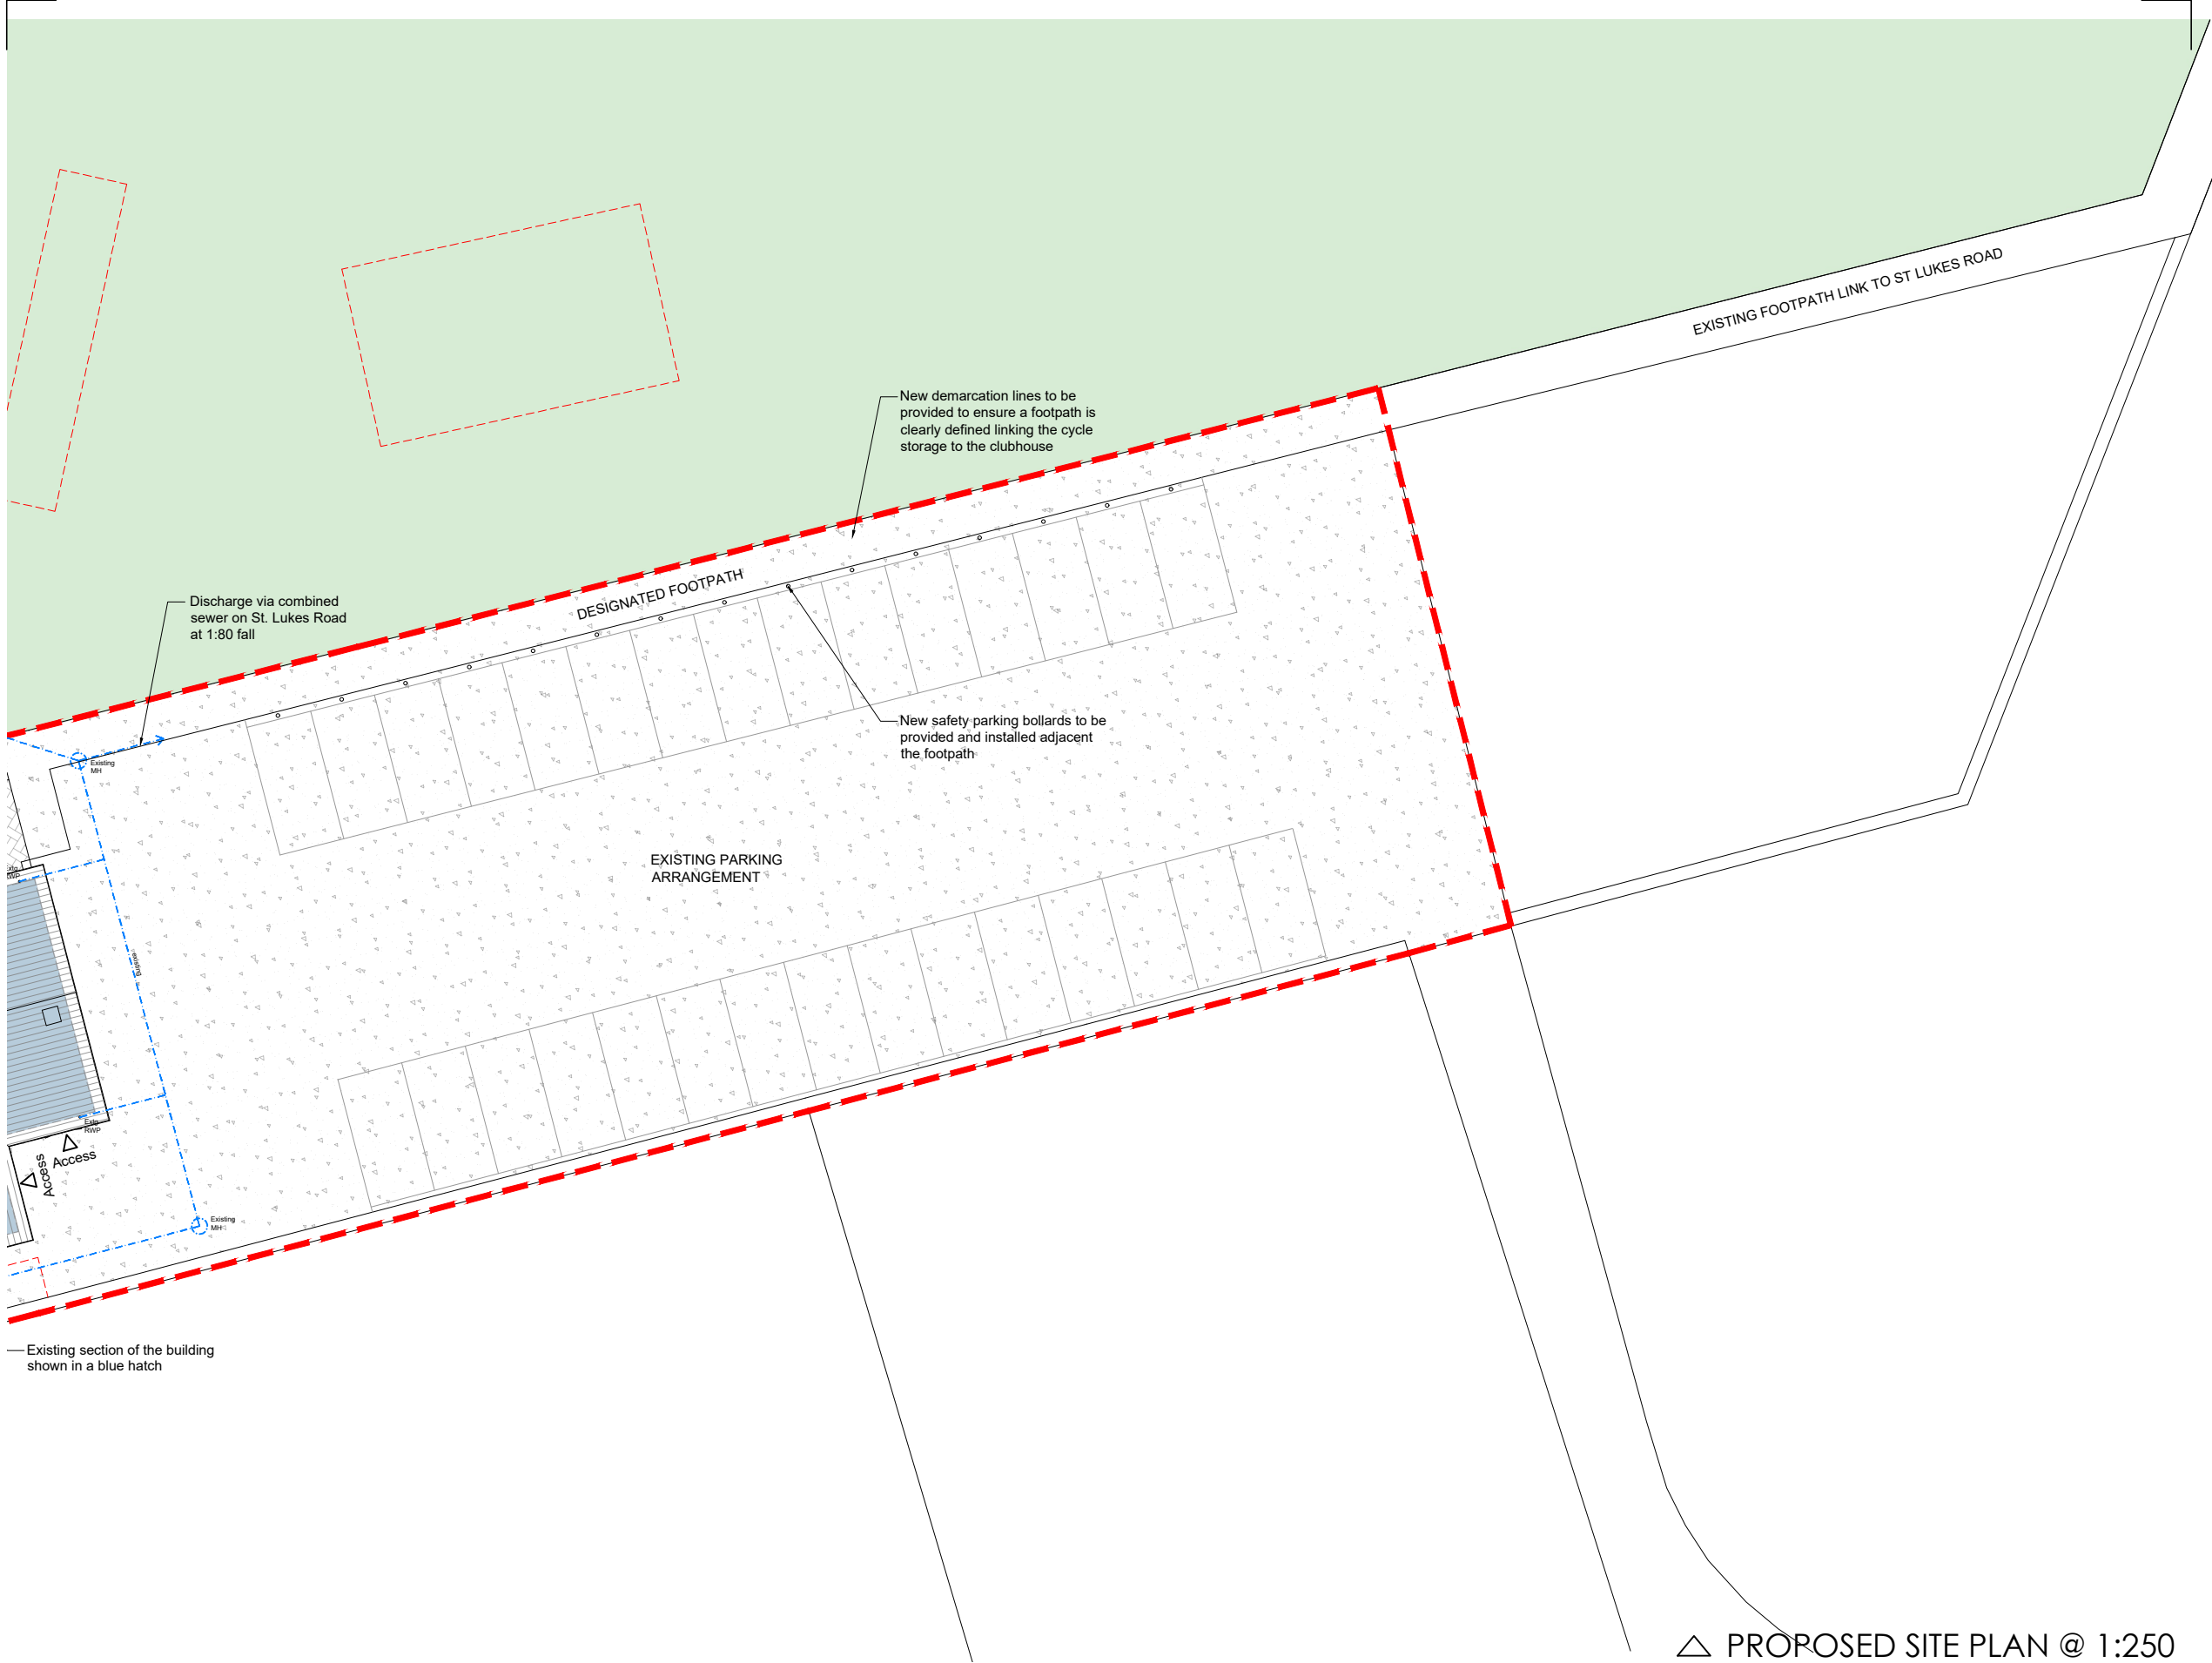 EXISTING FOOTPATH LINK TO ST LUKES ROAD
New demarcation lines to be
provided to ensure a footpath is
clearly defined linking the cycle
storage to the clubhouse
DESIGNATED FOOTPATH
Discharge via combined
sewer on St. Lukes Road
at 1:80 fall
New safety parking bollards to be
provided and installed adjacent
the footpath
Existing
MH
EXISTING PARKING
ARRANGEMENT
existing
Extg
RWP
Access
Access
Existing
MH
Existing section of the building
shown in a blue hatch
PROPOSED SITE PLAN @ 1:250